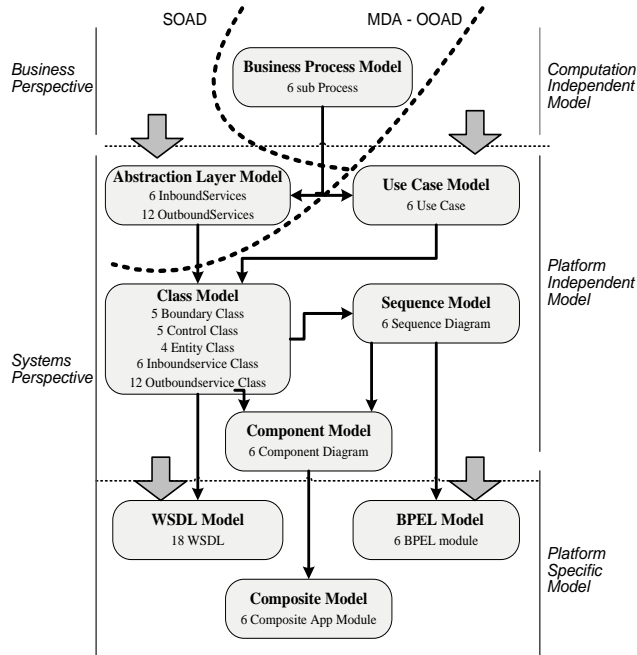 SOAD
MDA - OOAD
Business
Perspective
Business Process Model
6 sub Process
Computation
Independent
Model
Abstraction Layer Model
6 InboundServices
12 OutboundServices
Use Case Model
6 Use Case
Platform
Independent
Model
Class Model
5 Boundary Class
5 Control Class
4 Entity Class
6 Inboundservice Class
12 Outboundservice Class
Sequence Model
6 Sequence Diagram
Systems
Perspective
Component Model
6 Component Diagram
WSDL Model
18 WSDL
BPEL Model
6 BPEL module
Platform
Specific
Model
Composite Model
6 Composite App Module